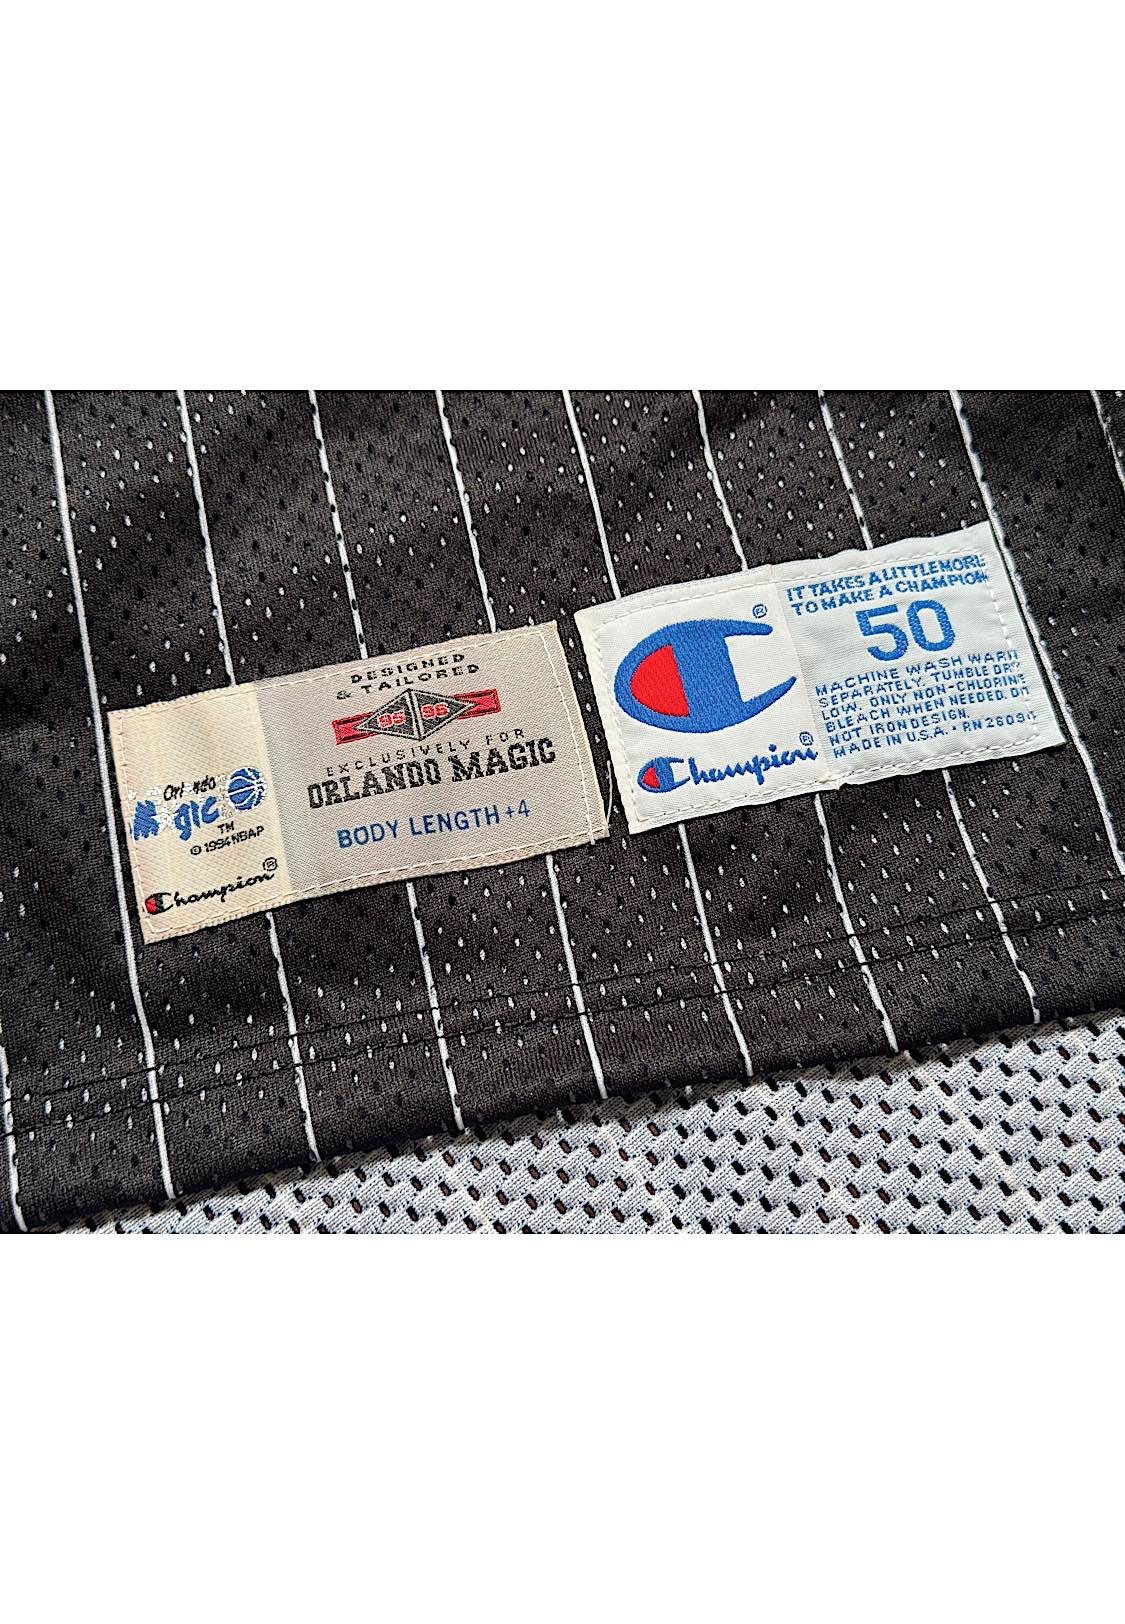 DESIGNED
& TAILORED
95 96
EXCLUSIVELY FOR
ORLANDO MAGIC
BODY LENGTH +4
Orlando
Magic
TM
© 1994 NBAP
Champion®
®
Champion®
IT TAKES A LITTLE MORE
TO MAKE A CHAMPION
50
MACHINE WASH WARM
SEPARATELY. TUMBLE DRY
LOW. ONLY NON-CHLORINE
BLEACH WHEN NEEDED. DO
NOT IRON DESIGN.
MADE IN U.S.A. • RN 26094